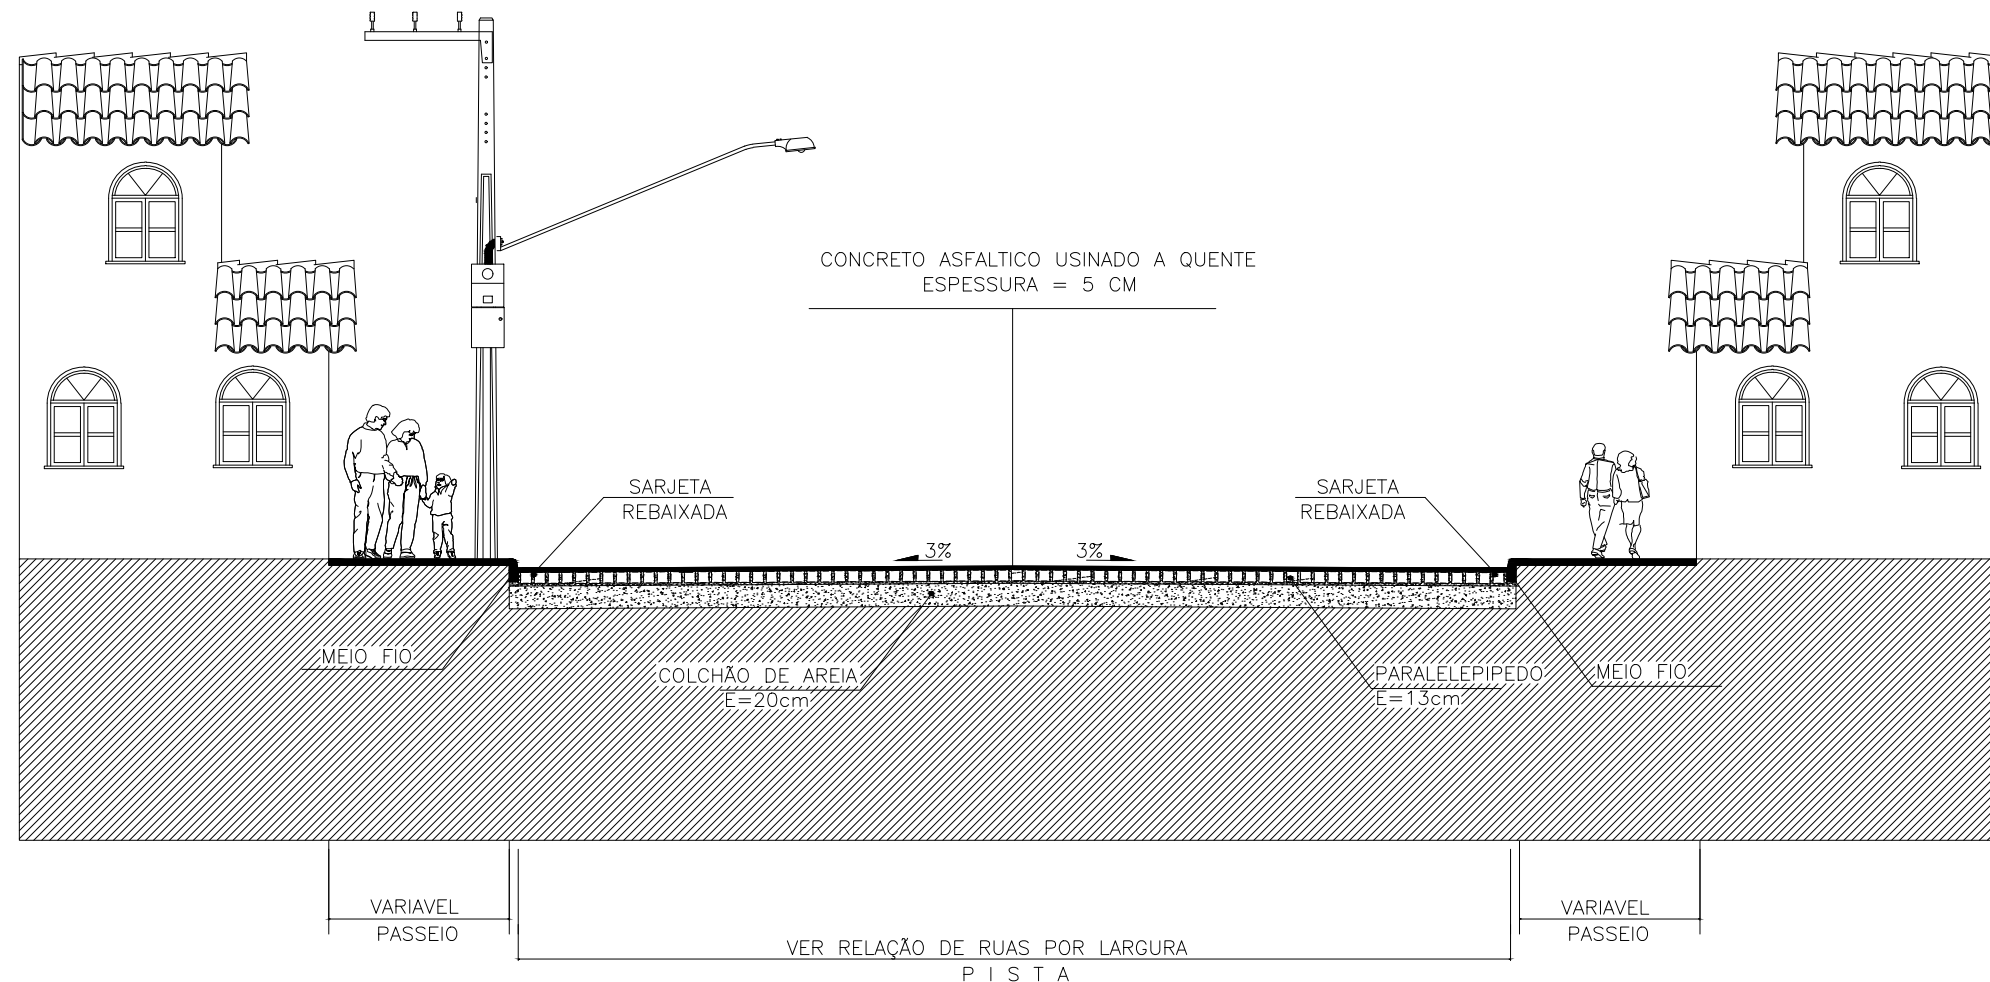 CONCRETO ASFALTICO USINADO A QUENTE
ESPESSURA = 5 CM
SARJETA
REBAIXADA
SARJETA
REBAIXADA
3%
3%
MEIO FIO
COLCHÃO DE AREIA
E=20cm
PARALELEPIPEDO
E=13cm
MEIO FIO
VARIAVEL
PASSEIO
VER RELAÇÃO DE RUAS POR LARGURA
P I S T A
VARIAVEL
PASSEIO